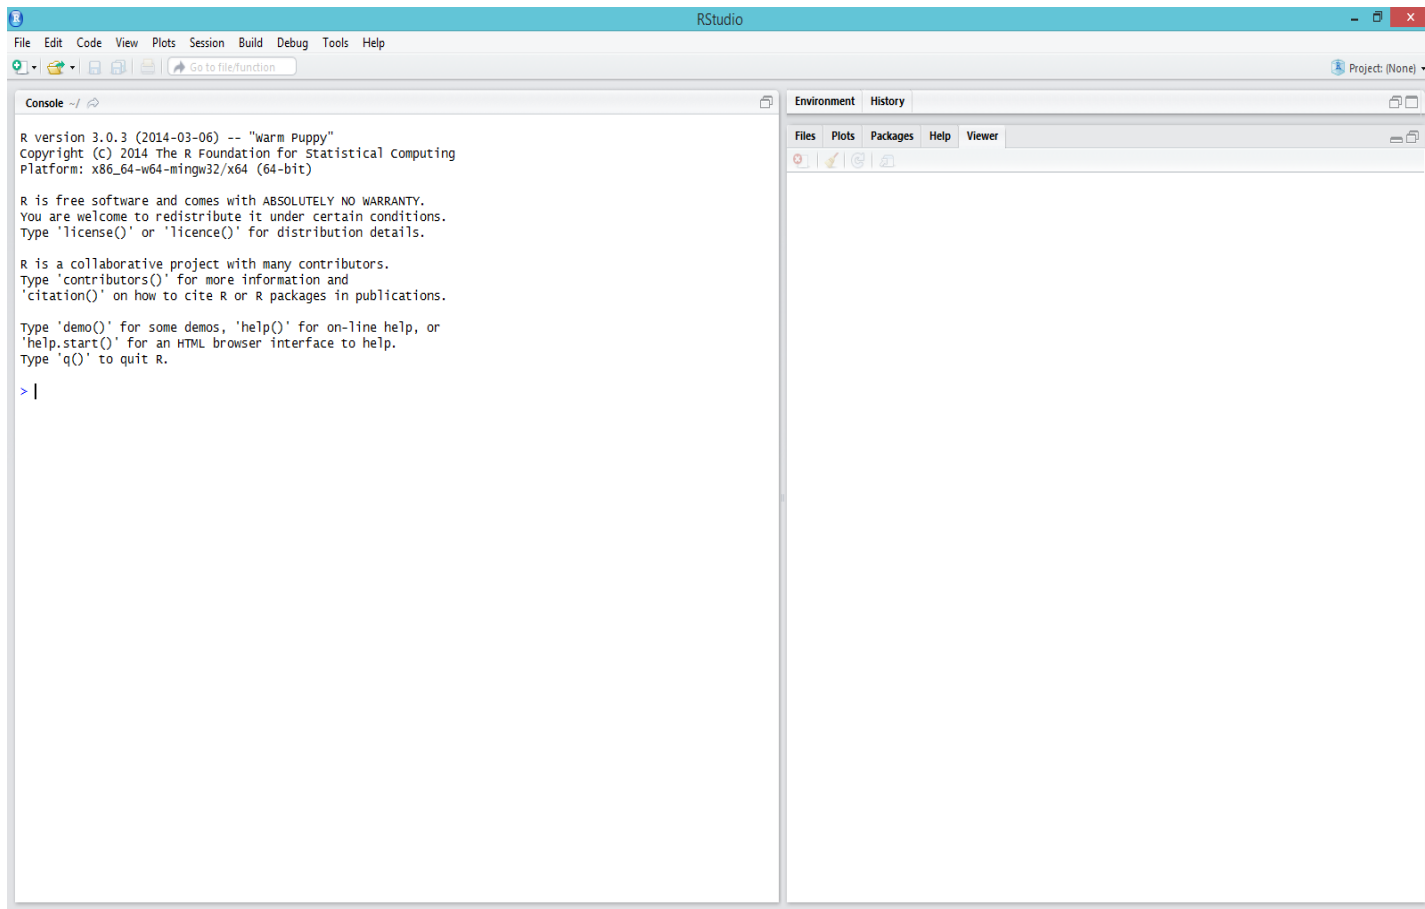 RStudio
File Edit Code View Plots Session Build Debug Tools Help
Go to file/function
Project: (None)
Console ~/
R version 3.0.3 (2014-03-06) -- "Warm Puppy"
Copyright (C) 2014 The R Foundation for Statistical Computing
Platform: x86_64-w64-mingw32/x64 (64-bit)
R is free software and comes with ABSOLUTELY NO WARRANTY.
You are welcome to redistribute it under certain conditions.
Type 'license()' or 'licence()' for distribution details.
R is a collaborative project with many contributors.
Type 'contributors()' for more information and
'citation()' on how to cite R or R packages in publications.
Type 'demo()' for some demos, 'help()' for on-line help, or
'help.start()' for an HTML browser interface to help.
Type 'q()' to quit R.
>
Environment History
Files Plots Packages Help Viewer